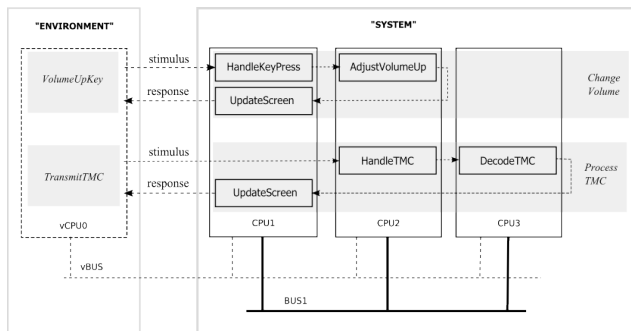 "ENVIRONMENT"
"SYSTEM"
stimulus
HandleKeyPress
AdjustVolumeUp
VolumeUpKey
Change
Volume
response
UpdateScreen
stimulus
HandleTMC
DecodeTMC
TransmitTMC
Process
TMC
response
UpdateScreen
vCPU0
CPU1
CPU2
CPU3
vBUS
BUS1